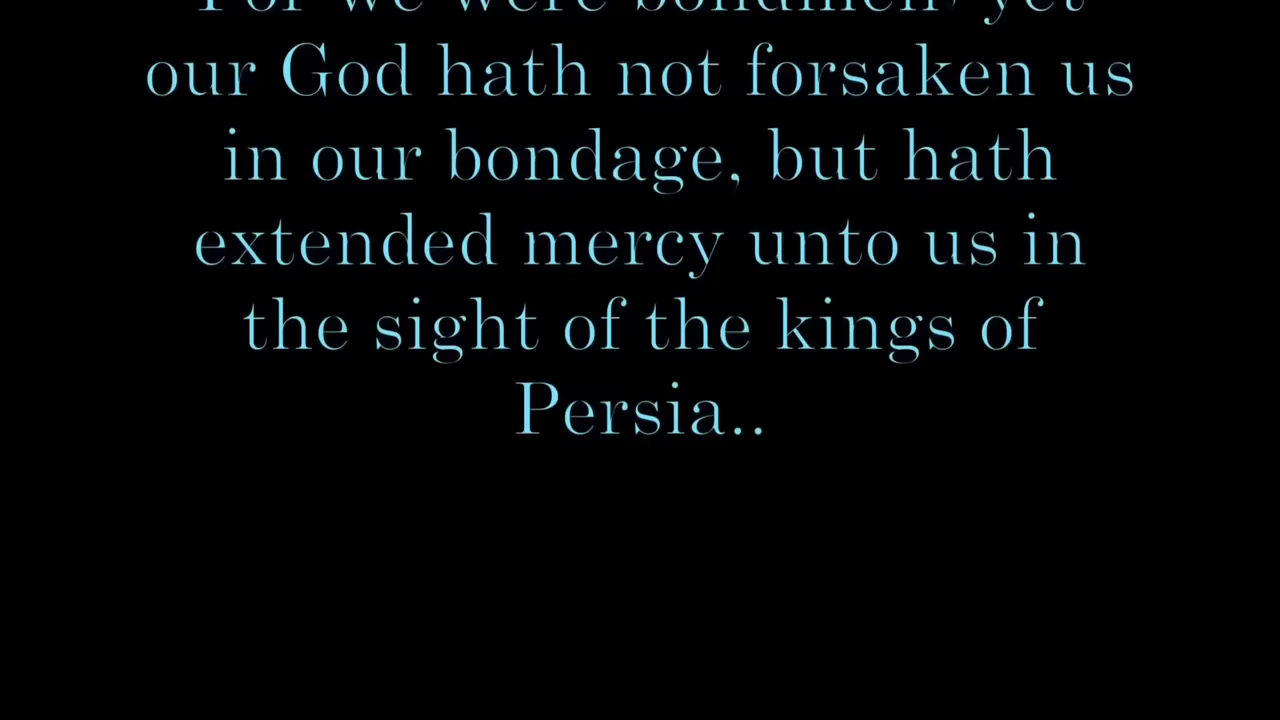 For we were bondmen; yet
our God hath not forsaken us
in our bondage, but hath
extended mercy unto us in
the sight of the kings of
Persia..